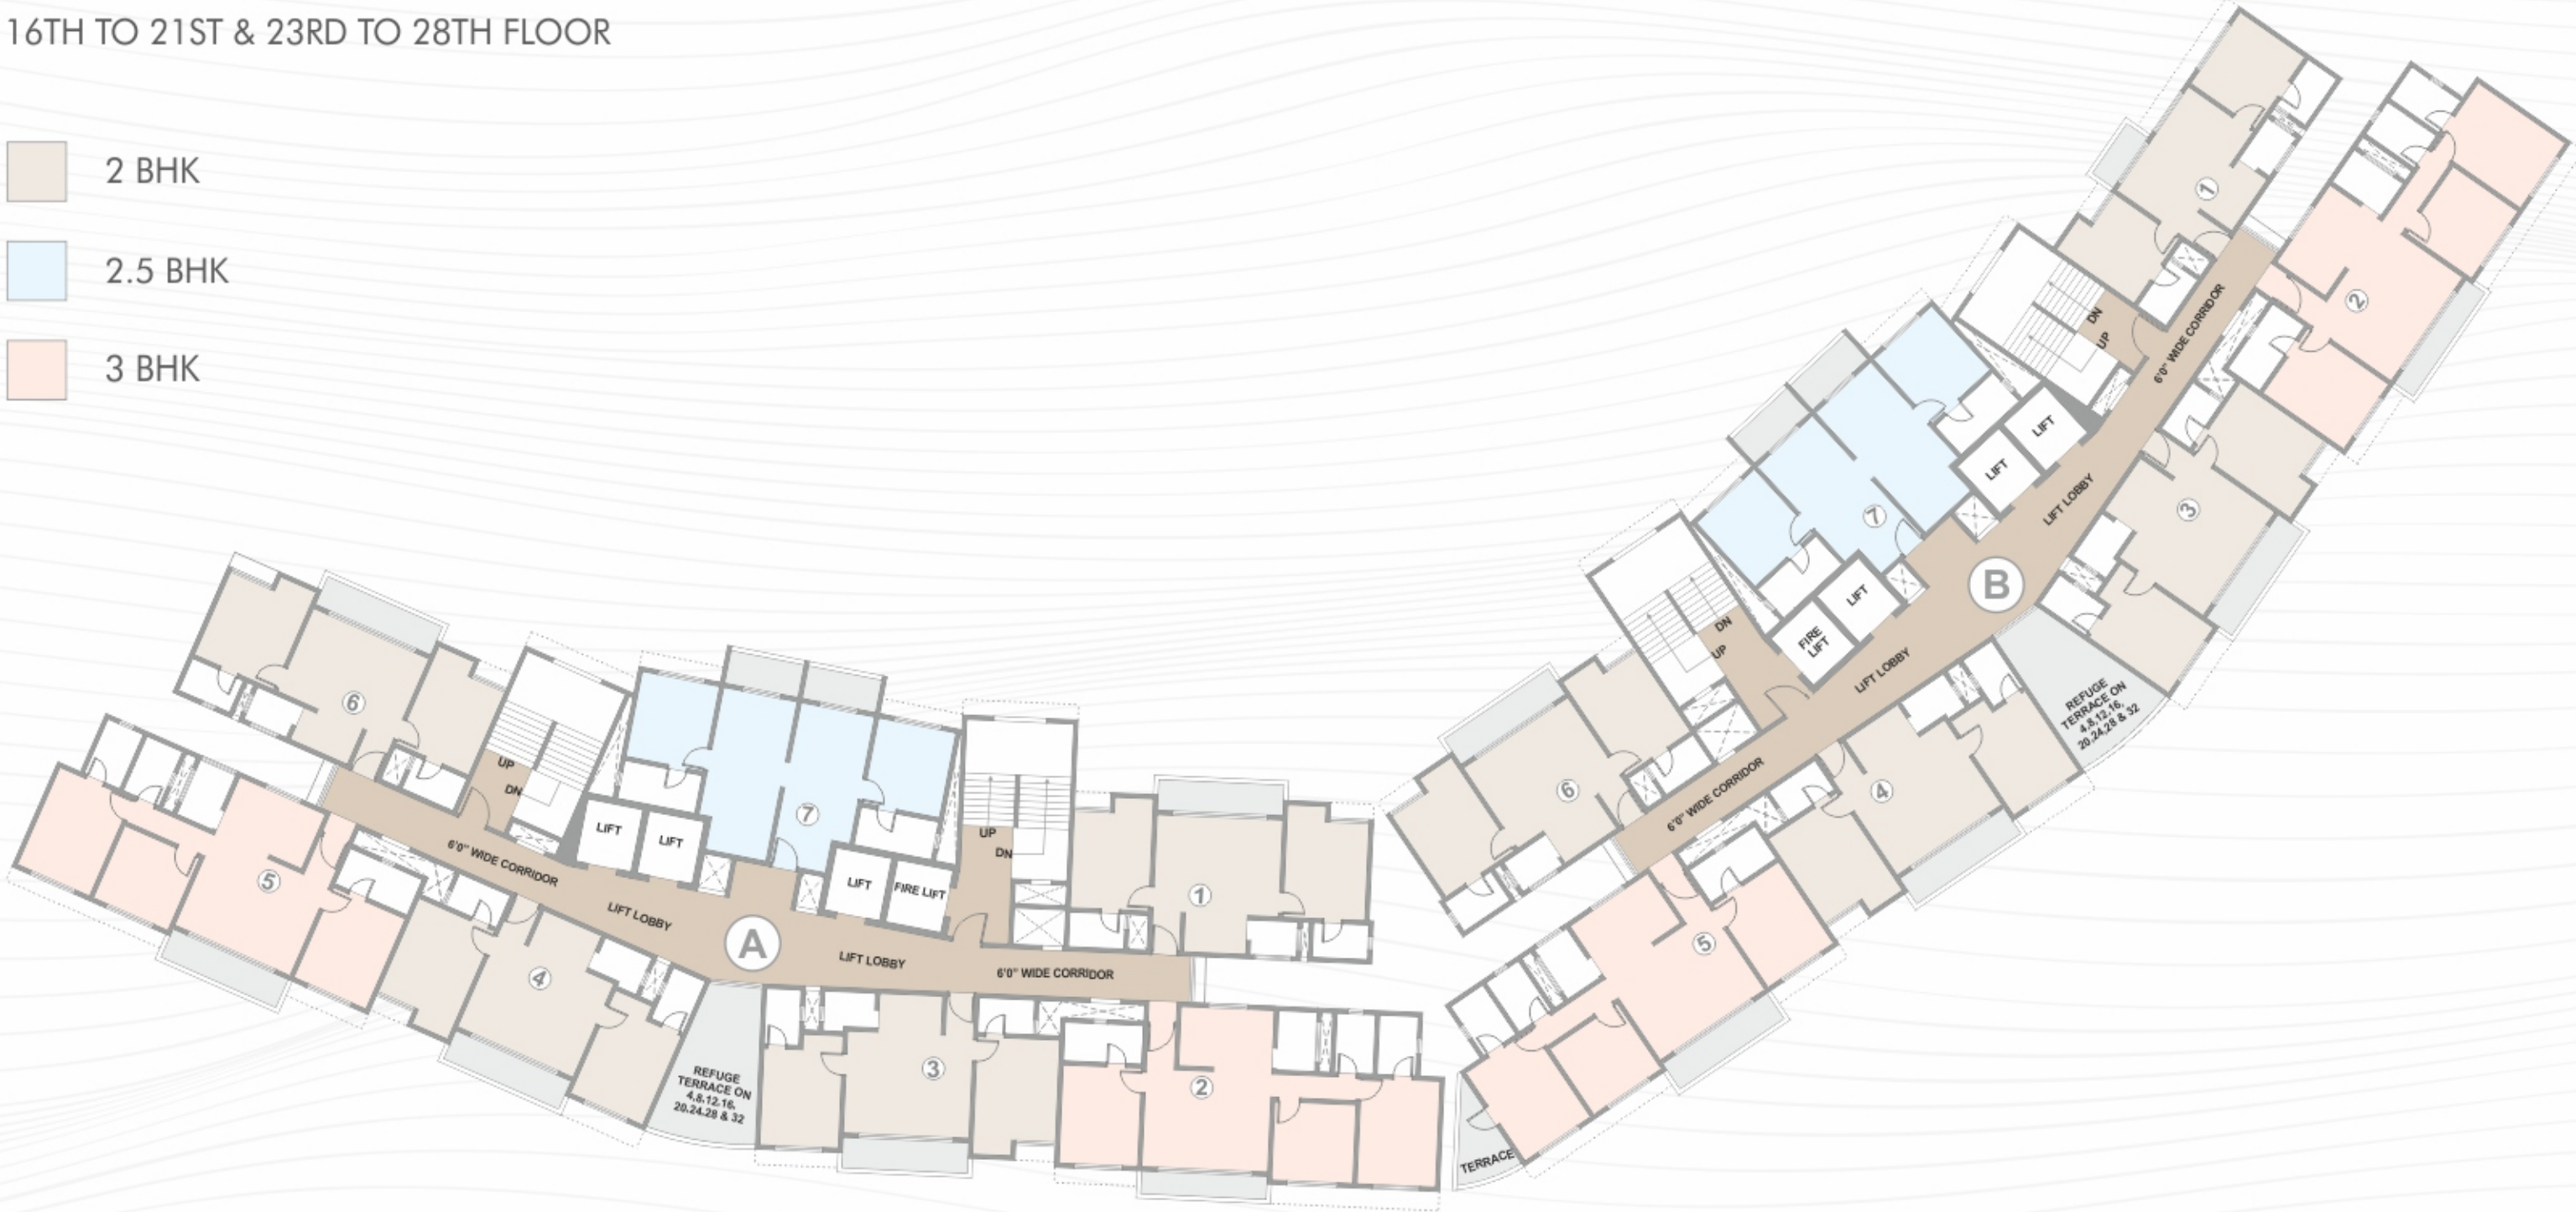 16TH TO 21ST & 23RD TO 28TH FLOOR
2 BHK
2.5 BHK
3 BHK
6
UP
DN
5
6'0" WIDE CORRIDOR
LIFT
LIFT
7
LIFT
FIRE LIFT
UP
DN
1
LIFT LOBBY
A
LIFT LOBBY
6'0" WIDE CORRIDOR
4
REFUGE
TERRACE ON
4,8,12,16,
20,24,28 & 32
3
2
1
2
DN
UP
6'0" WIDE CORRIDOR
LIFT
LIFT
LIFT LOBBY
3
7
B
LIFT
FIRE
LIFT
DN
UP
LIFT LOBBY
REFUGE
TERRACE ON
4,8,12,16,
20,24,28 & 32
6
6'0" WIDE CORRIDOR
4
5
TERRACE